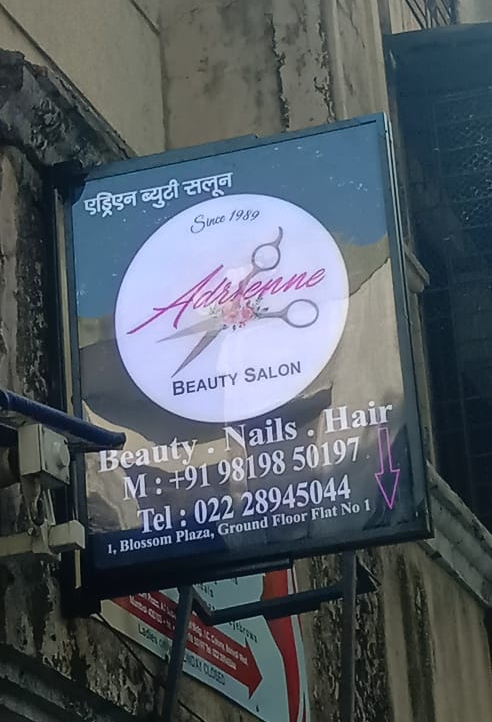 एड्रिएन ब्युटी सलून
Since 1989
Adrienne
BEAUTY SALON
Beauty . Nails . Hair
M : +91 98198 50197
Tel : 022 28945044
1, Blossom Plaza, Ground Floor Flat No 1
CLOSED